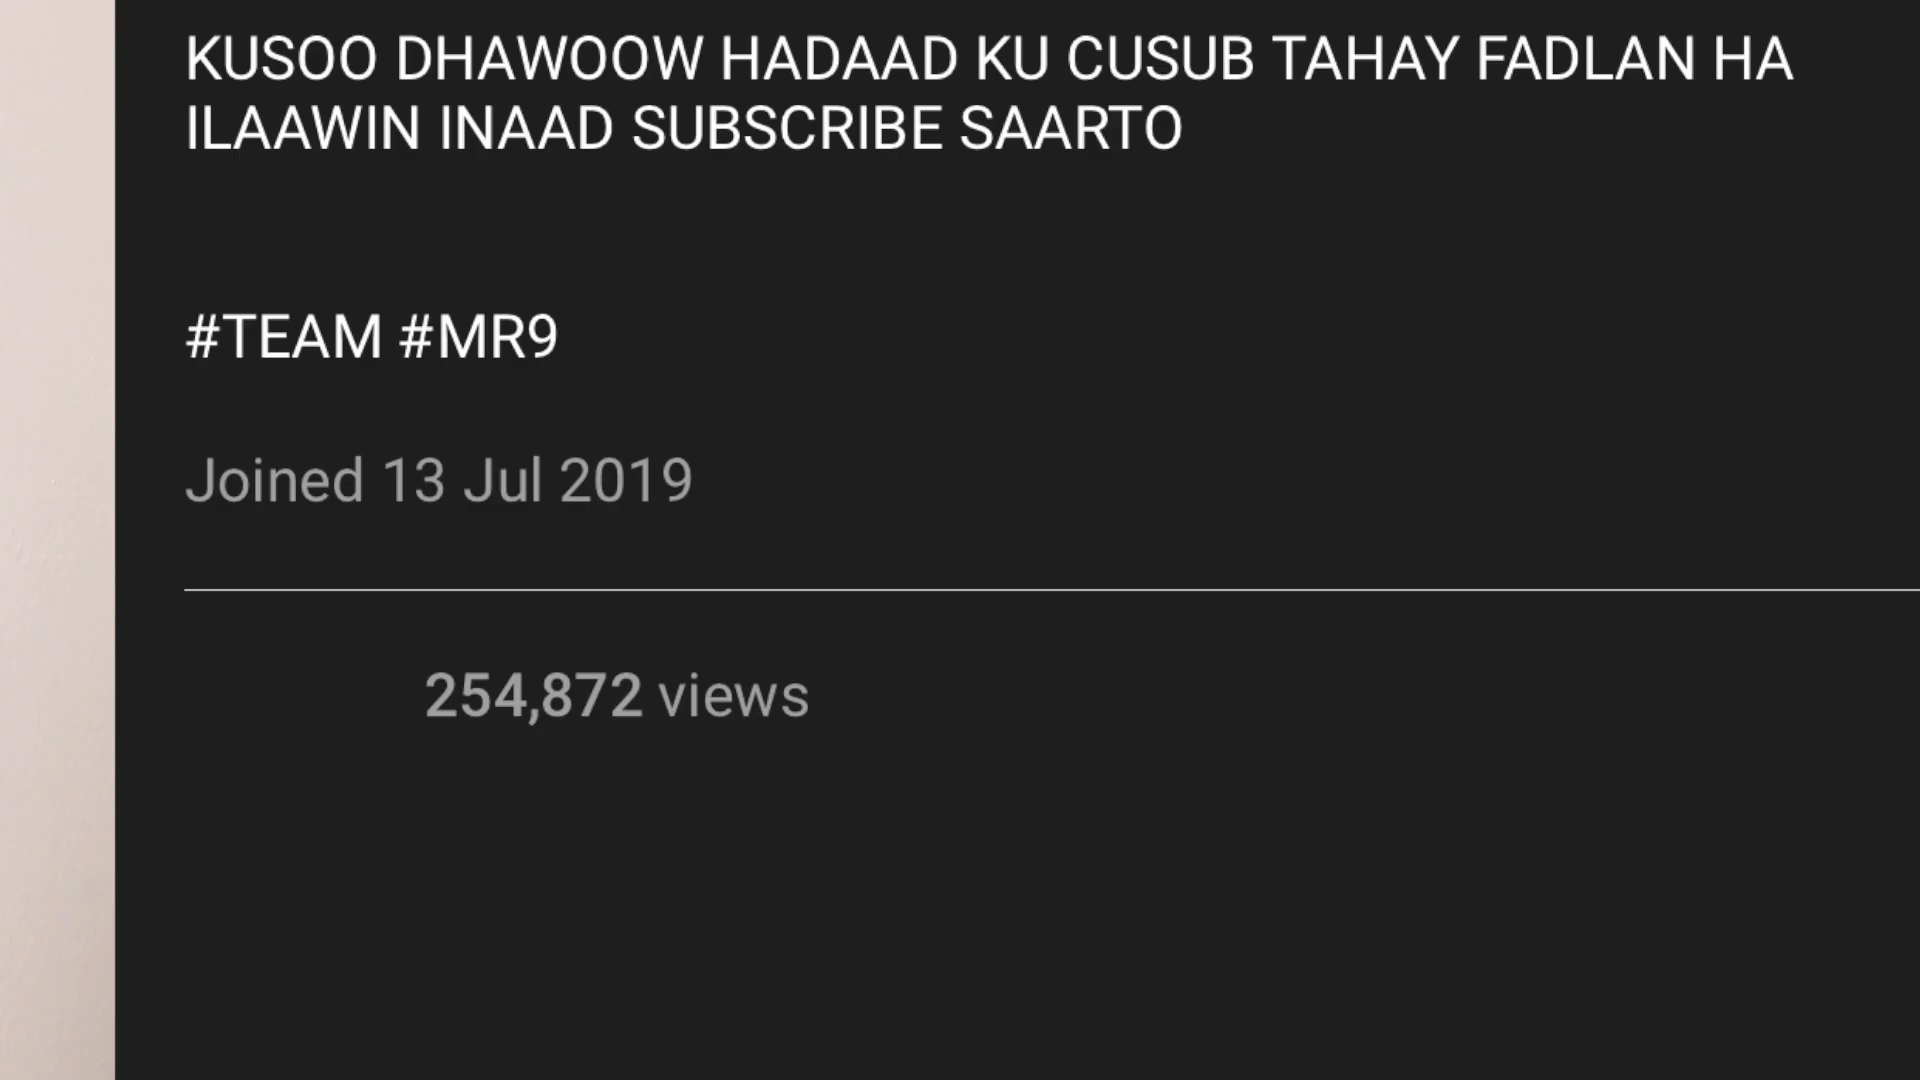 KUSOO DHAWOOW HADAAD KU CUSUB TAHAY FADLAN HA
ILAAWIN INAAD SUBSCRIBE SAARTO
#TEAM #MR9
Joined 13 Jul 2019
254,872 views